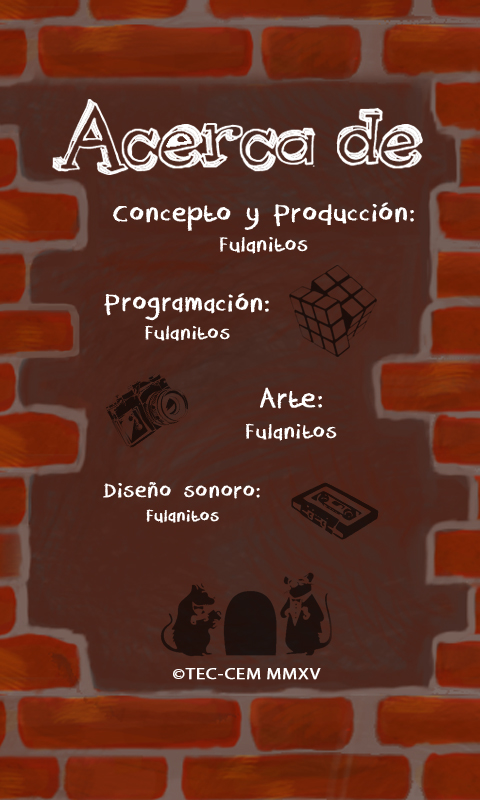 Acerca de
Concepto y Producción:
Fulanitos
Programación:
Fulanitos
Arte:
Fulanitos
Diseño sonoro:
Fulanitos
©TEC-CEM MMXV